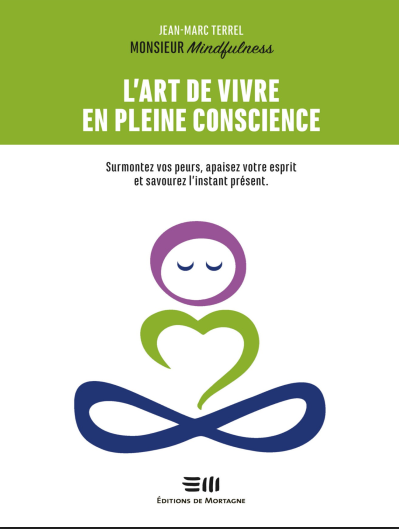 JEAN-MARC TERREL
MONSIEUR Mindfulness
L'ART DE VIVRE
EN PLEINE CONSCIENCE
Surmontez vos peurs, apaisez votre esprit
et savourez l'instant présent.
ÉDITIONS DE MORTAGNE